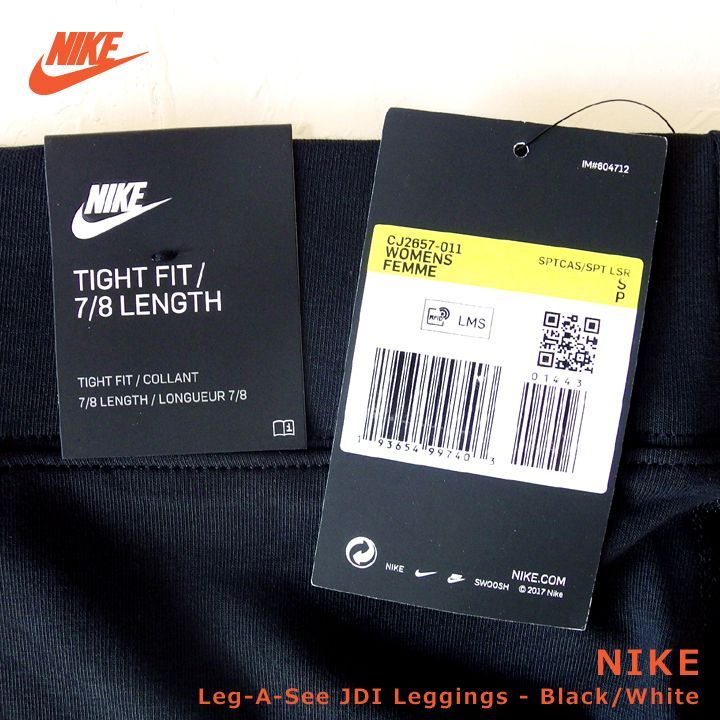 NIKE
NIKE
TIGHT FIT/
7/8 LENGTH
TIGHT FIT / COLLANT
7/8 LENGTH / LONGUEUR 7/8
IM#804712
CJ2657-011
WOMENS
FEMME
SPTCAS/SPT LSR
S
P
RFID
LMS
01443
1 93654 99740 3
NIKE
SWOOSH
NIKE.COM
© 2017 Nike
NIKE
Leg-A-See JDI Leggings - Black/White